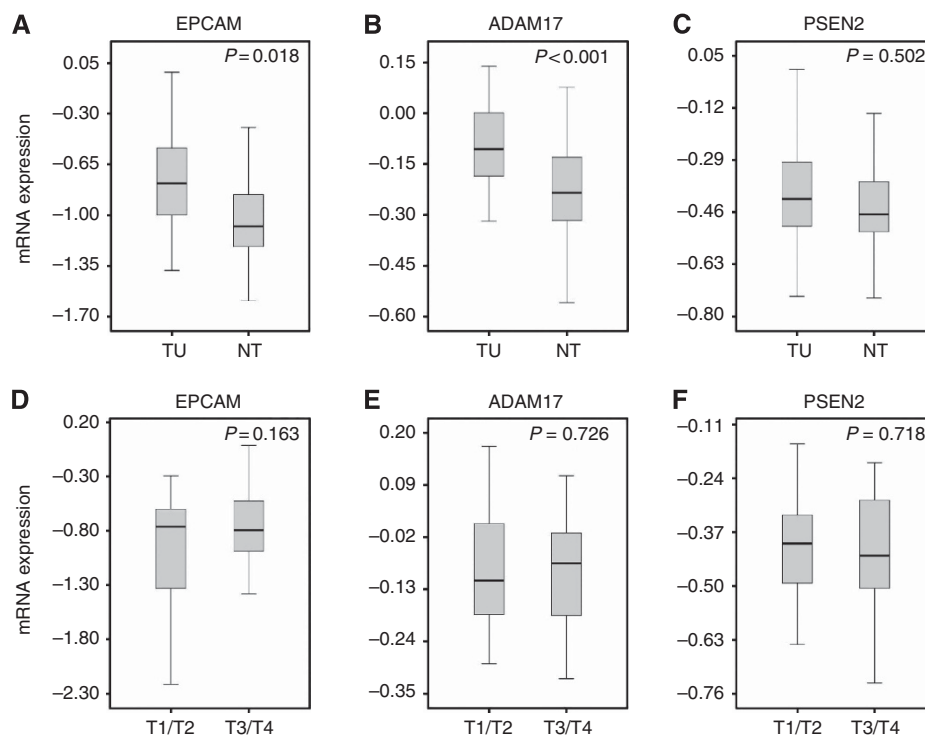 A EPCAM
P = 0.018
mRNA expression
0.05
–0.30
–0.65
–1.00
–1.35
–1.70
TU NT
B ADAM17
P < 0.001
0.15
0.00
–0.15
–0.30
–0.45
–0.60
TU NT
C PSEN2
P = 0.502
0.05
–0.12
–0.29
–0.46
–0.63
–0.80
TU NT
D EPCAM
P = 0.163
mRNA expression
0.20
–0.30
–0.80
–1.30
–1.80
–2.30
T1/T2 T3/T4
E ADAM17
P = 0.726
0.20
0.09
–0.02
–0.13
–0.24
–0.35
T1/T2 T3/T4
F PSEN2
P = 0.718
–0.11
–0.24
–0.37
–0.50
–0.63
–0.76
T1/T2 T3/T4